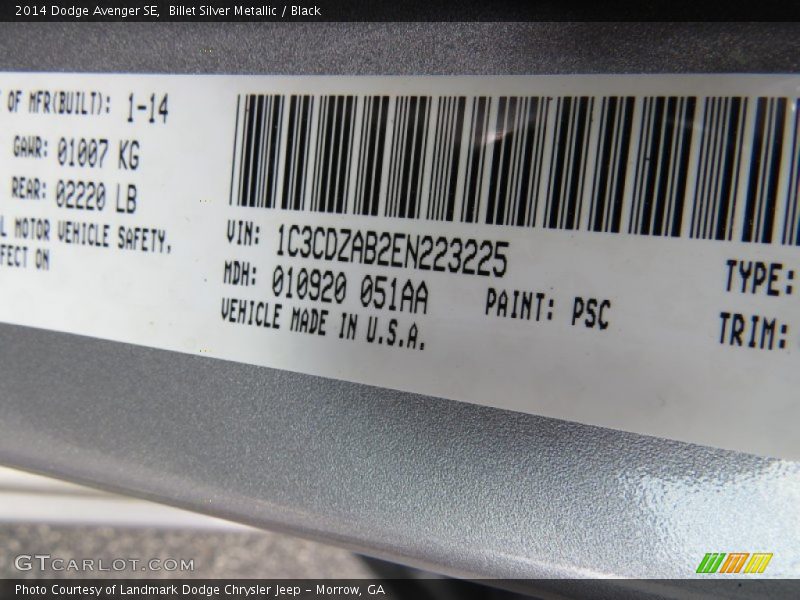 2014 Dodge Avenger SE,  Billet Silver Metallic / Black
OF MFR(BUILT): 1-14
GAWR: 01007 KG
REAR: 02220 LB
MOTOR VEHICLE SAFETY,
ON
VIN: 1C3CDZAB2EN223225
MDH: 010920 051AA
PAINT: PSC
VEHICLE MADE IN U.S.A.
TYPE:
TRIM:
GTCARLOT.COM
Photo Courtesy of Landmark Dodge Chrysler Jeep - Morrow, GA